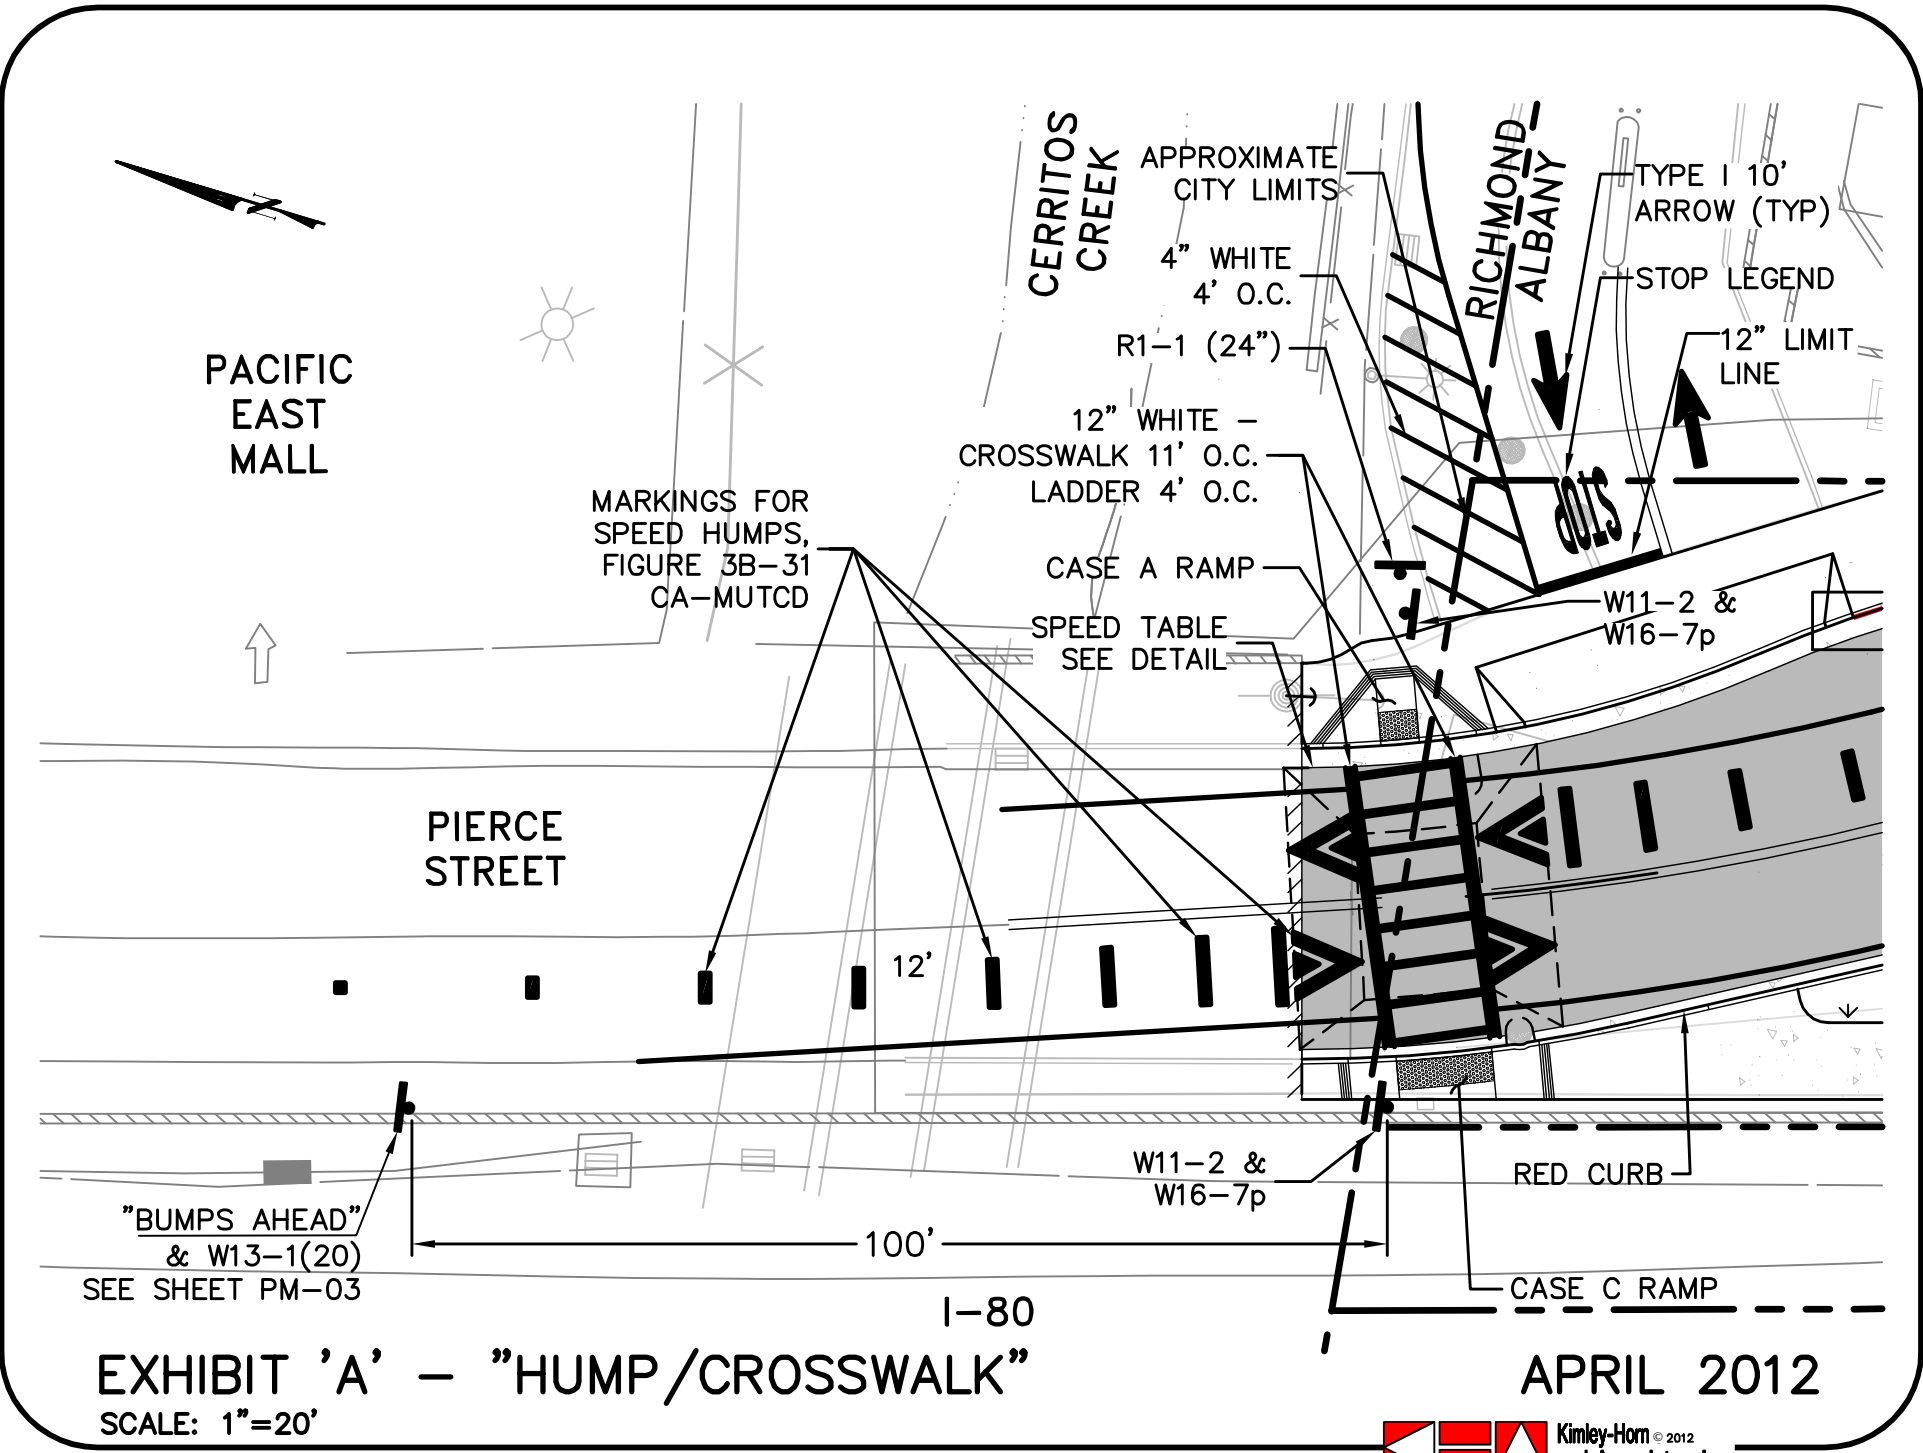 CERRITOS
CREEK
APPROXIMATE
CITY LIMITS
RICHMOND
ALBANY
TYPE I 10'
ARROW (TYP)
4" WHITE
4' O.C.
STOP LEGEND
R1-1 (24")
12" LIMIT
LINE
PACIFIC
EAST
MALL
12" WHITE -
CROSSWALK 11' O.C.
LADDER 4' O.C.
STOP
MARKINGS FOR
SPEED HUMPS,
FIGURE 3B-31
CA-MUTCD
CASE A RAMP
SPEED TABLE
SEE DETAIL
W11-2 &
W16-7p
PIERCE
STREET
12'
W11-2 &
W16-7p
RED CURB
"BUMPS AHEAD"
& W13-1(20)
SEE SHEET PM-03
100'
CASE C RAMP
I-80
EXHIBIT 'A' - "HUMP/CROSSWALK"
APRIL 2012
SCALE: 1"=20'
Kimley-Horn © 2012